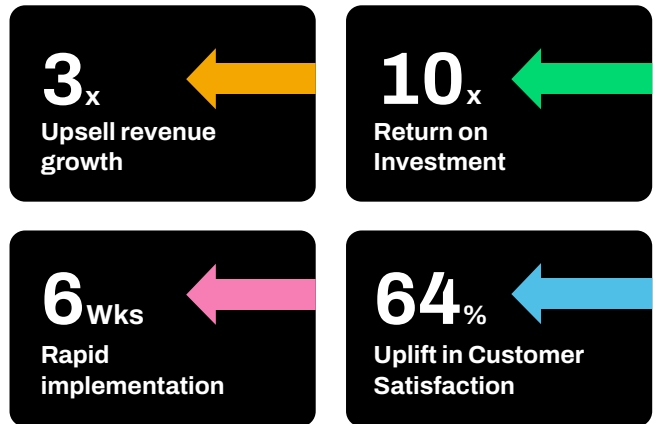 3x
Upsell revenue
growth
10x
Return on
Investment
6Wks
Rapid
implementation
64%
Uplift in Customer
Satisfaction